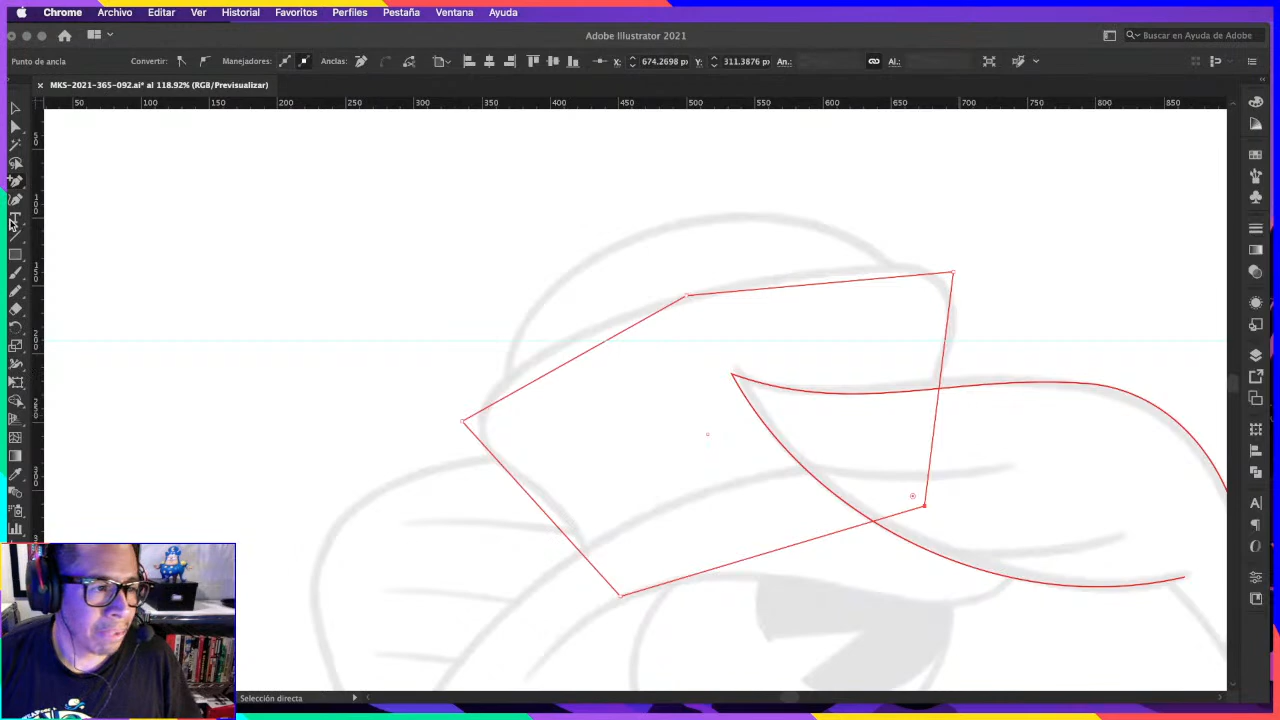 Chrome Archivo Editar Ver Historial Favoritos Perfiles Pestaña Ventana Ayuda
Adobe Illustrator 2021
Buscar en Ayuda de Adobe
Punto de ancla Convertir: Manejadores: Anclas: X: 674.2698 p Y: 311.3876 px An.: Al.:
× MKS-2021-365-092.ai* al 118.92% (RGB/Previsualizar)
50 100 150 200 250 300 350 400 450 500 550 600 650 700 750 800 850
Selección directa